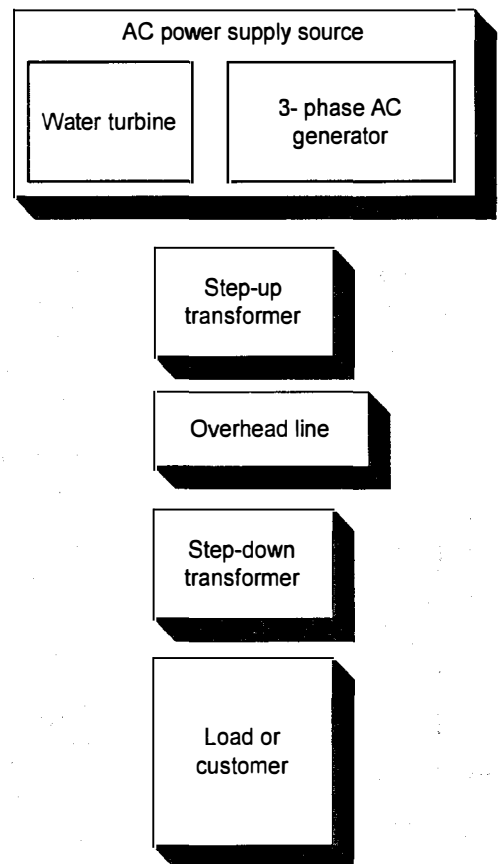 AC power supply source
Water turbine
3- phase AC
generator
Step-up
transformer
Overhead line
Step-down
transformer
Load or
customer